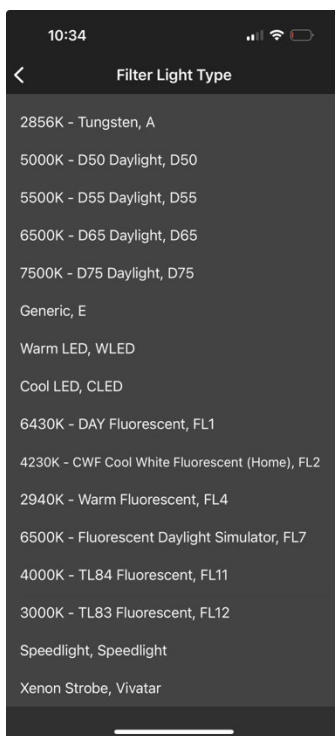 10:34
Filter Light Type
2856K - Tungsten, A
5000K - D50 Daylight, D50
5500K - D55 Daylight, D55
6500K - D65 Daylight, D65
7500K - D75 Daylight, D75
Generic, E
Warm LED, WLED
Cool LED, CLED
6430K - DAY Fluorescent, FL1
4230K - CWF Cool White Fluorescent (Home), FL2
2940K - Warm Fluorescent, FL4
6500K - Fluorescent Daylight Simulator, FL7
4000K - TL84 Fluorescent, FL11
3000K - TL83 Fluorescent, FL12
Speedlight, Speedlight
Xenon Strobe, Vivatar